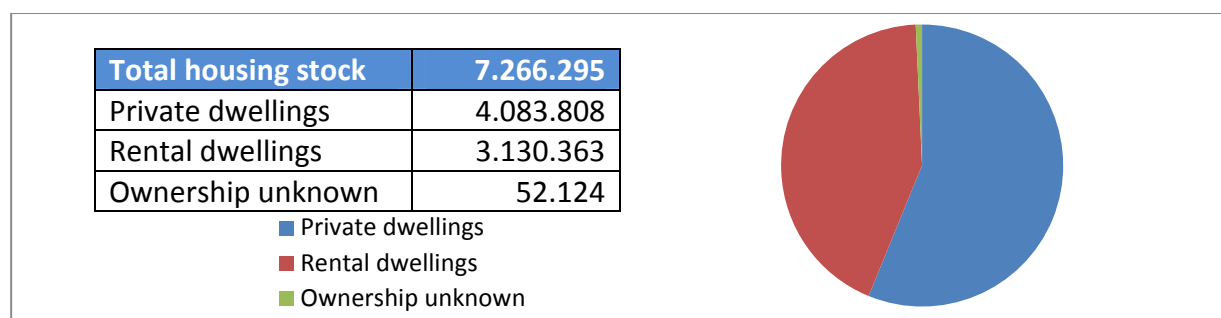 Total housing stock 7.266.295
Private dwellings 4.083.808
Rental dwellings 3.130.363
Ownership unknown 52.124
Private dwellings
Rental dwellings
Ownership unknown